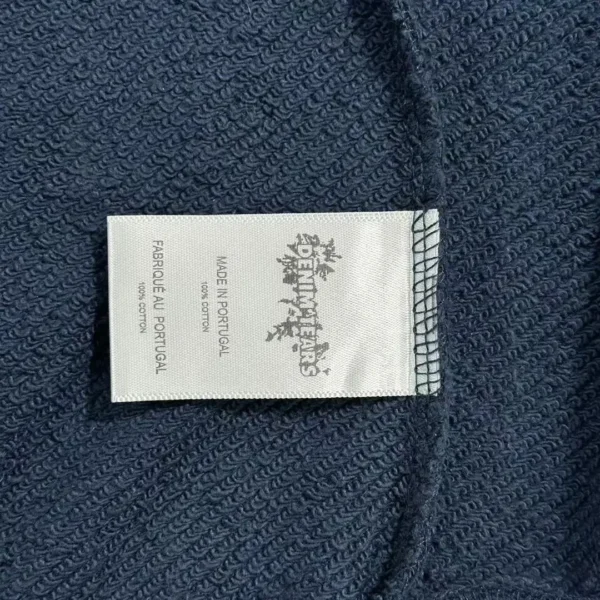 DENIM TEARS
MADE IN PORTUGAL
100% COTTON
FABRIQUÉ AU PORTUGAL
100% COTTON